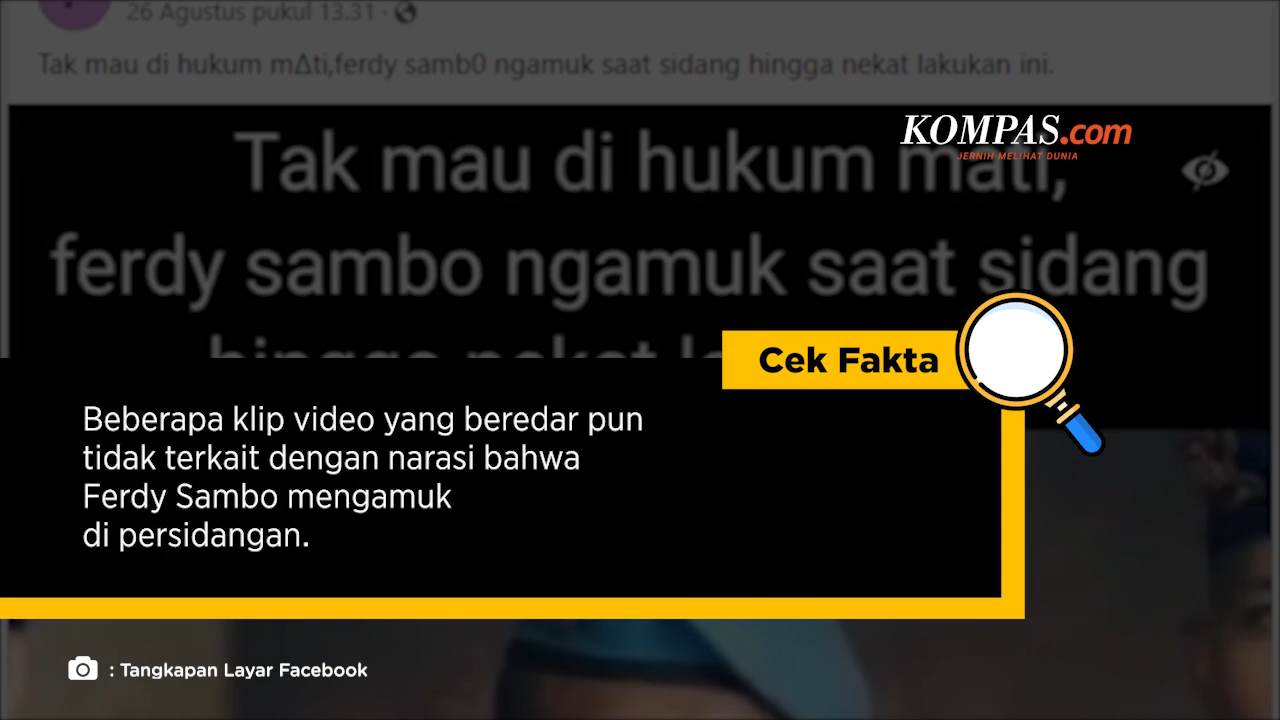 26 Agustus pukul 13.31 ·
Tak mau di hukum mΔti,ferdy samb0 ngamuk saat sidang hingga nekat lakukan ini.
KOMPAS.com
JERNIH MELIHAT DUNIA
Tak mau di hukum mati,
ferdy sambo ngamuk saat sidang
hingga nekat
Cek Fakta
Beberapa klip video yang beredar pun
tidak terkait dengan narasi bahwa
Ferdy Sambo mengamuk
di persidangan.
: Tangkapan Layar Facebook